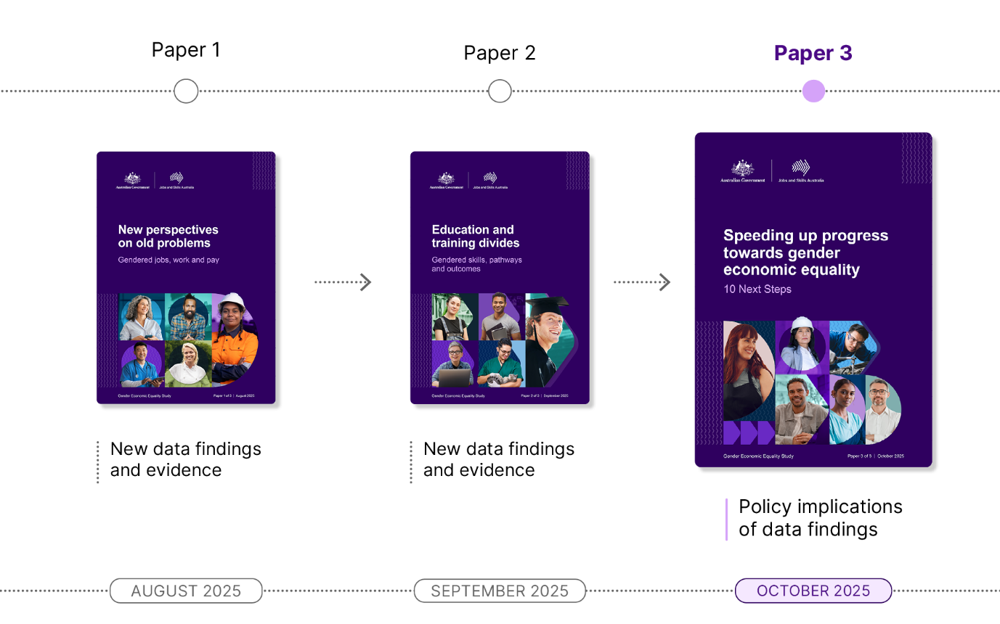 Paper 1
Paper 2
Paper 3
Australian Government
Jobs and Skills Australia
New perspectives
on old problems
Gendered jobs, work and pay
Gender Economic Equality Study
Paper 1 of 3 | August 2025
Australian Government
Jobs and Skills Australia
Education and
training divides
Gendered skills, pathways
and outcomes
Gender Economic Equality Study
Paper 2 of 3 | September 2025
Australian Government
Jobs and Skills Australia
Speeding up progress
towards gender
economic equality
10 Next Steps
Gender Economic Equality Study
Paper 3 of 3 | October 2025
New data findings
and evidence
New data findings
and evidence
Policy implications
of data findings
AUGUST 2025
SEPTEMBER 2025
OCTOBER 2025